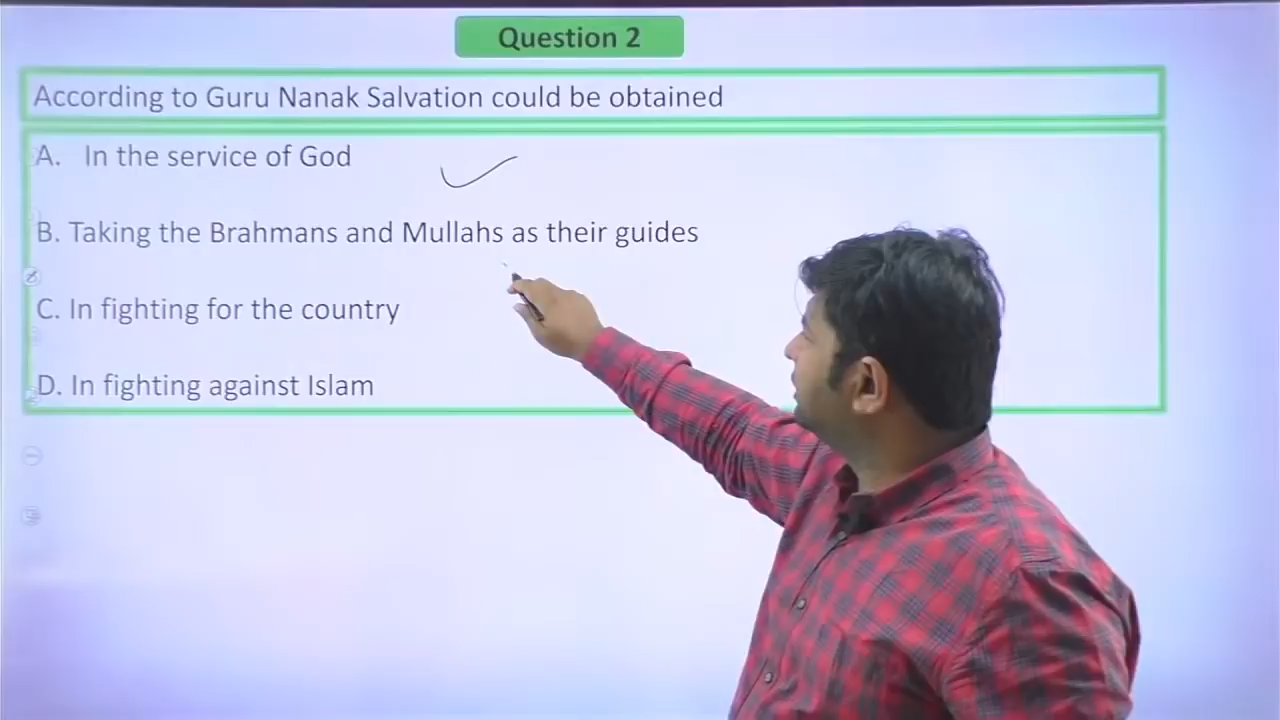 Question 2
According to Guru Nanak Salvation could be obtained
A. In the service of God
B. Taking the Brahmans and Mullahs as their guides
C. In fighting for the country
D. In fighting against Islam